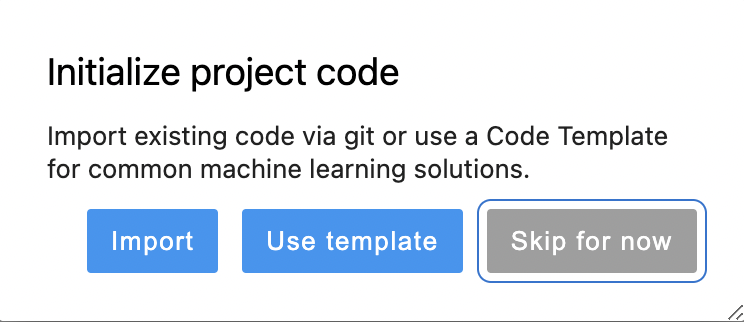 Initialize project code
Import existing code via git or use a Code Template
for common machine learning solutions.
Import Use template Skip for now